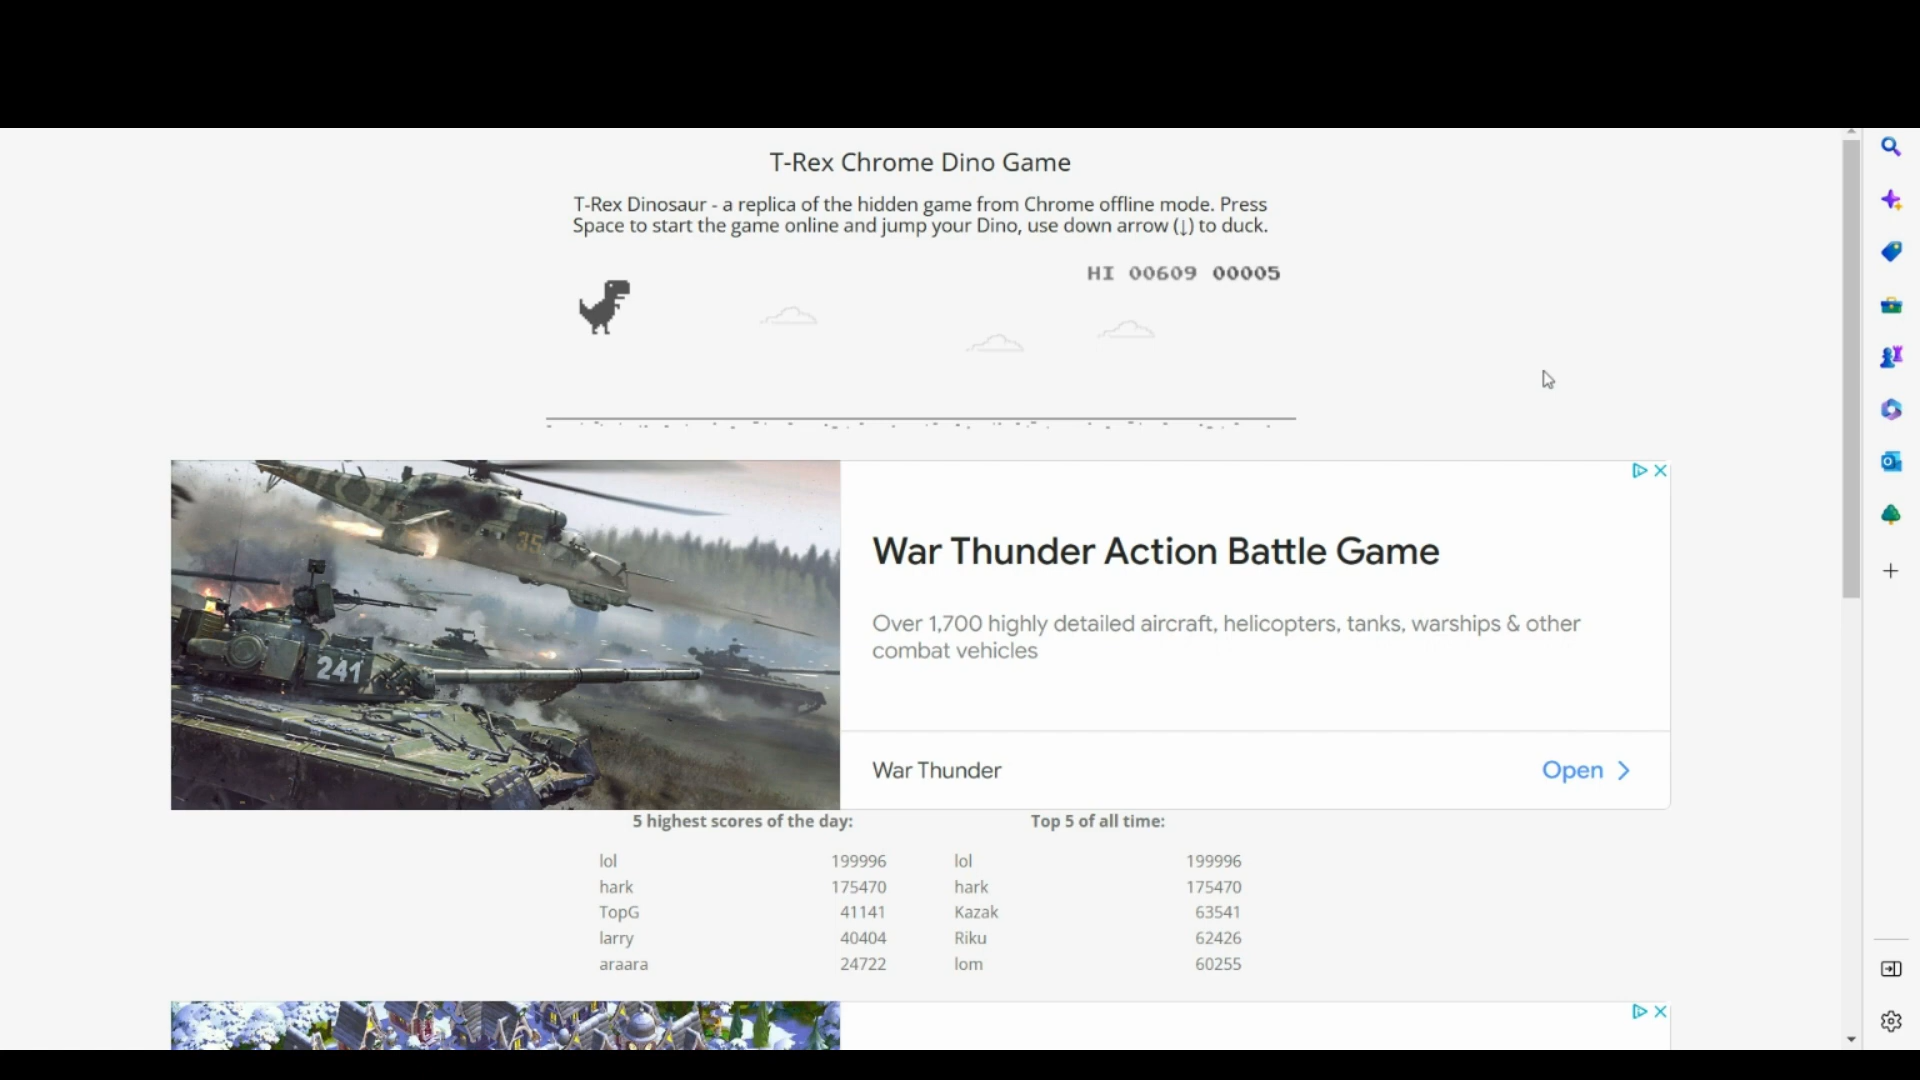 T-Rex Chrome Dino Game
T-Rex Dinosaur - a replica of the hidden game from Chrome offline mode. Press
Space to start the game online and jump your Dino, use down arrow (↓) to duck.
HI 00609 00005
35
241
War Thunder Action Battle Game
Over 1,700 highly detailed aircraft, helicopters, tanks, warships & other
combat vehicles
War Thunder
Open
5 highest scores of the day: Top 5 of all time:
lol 199996 lol 199996
hark 175470 hark 175470
TopG 41141 Kazak 63541
larry 40404 Riku 62426
araara 24722 lom 60255